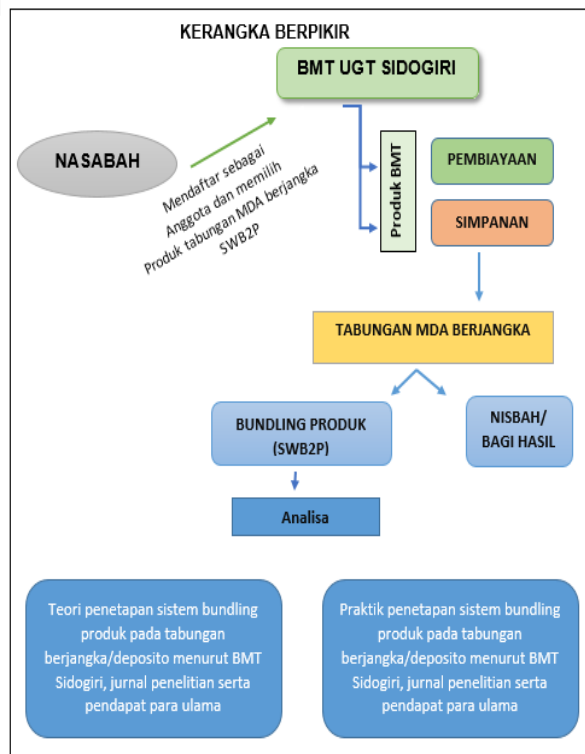 KERANGKA BERPIKIR
BMT UGT SIDOGIRI
NASABAH
Mendaftar sebagai
Anggota dan memilih
Produk tabungan MDA berjangka
SWB2P
Produk BMT
PEMBIAYAAN
SIMPANAN
TABUNGAN MDA BERJANGKA
BUNDLING PRODUK
(SWB2P)
NISBAH/
BAGI HASIL
Analisa
Teori penetapan sistem bundling
produk pada tabungan
berjangka/deposito menurut BMT
Sidogiri, jurnal penelitian serta
pendapat para ulama
Praktik penetapan sistem bundling
produk pada tabungan
berjangka/deposito menurut BMT
Sidogiri, jurnal penelitian serta
pendapat para ulama